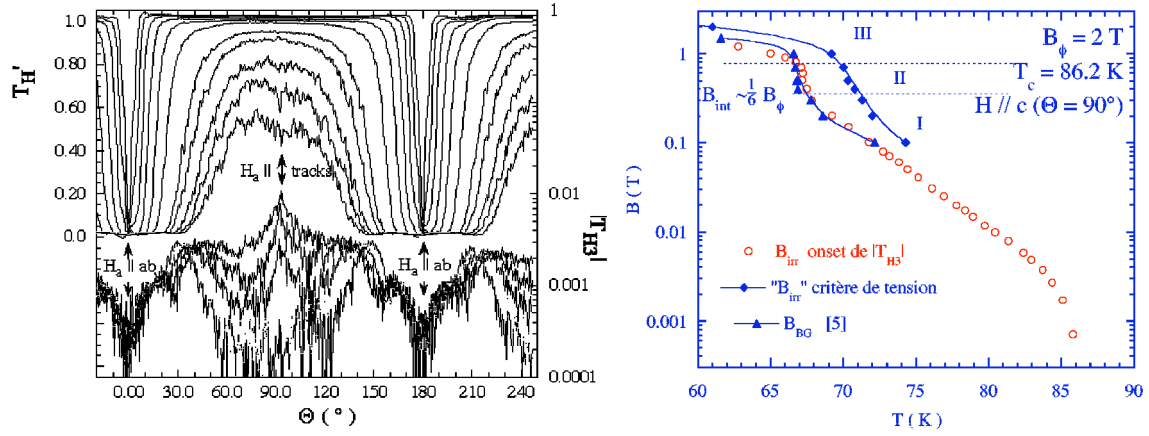 T_H'
1.00
0.80
0.60
0.40
0.20
0.0
1
0.1
0.01
0.001
0.0001
|T_H3|
H_a || tracks
H_a || ab
H_a || ab
0.00
30.0
60.0
90.0
120
150
180
210
240
Θ ( ° )
B ( T )
1
0.1
0.01
0.001
III
B_ϕ = 2 T
II
T_c = 86.2 K
B_int ~ 1/6 B_ϕ
H // c (Θ = 90°)
I
B_irr onset de |T_H3|
"B_irr" critère de tension
B_BG [5]
60
65
70
75
80
85
90
T ( K )